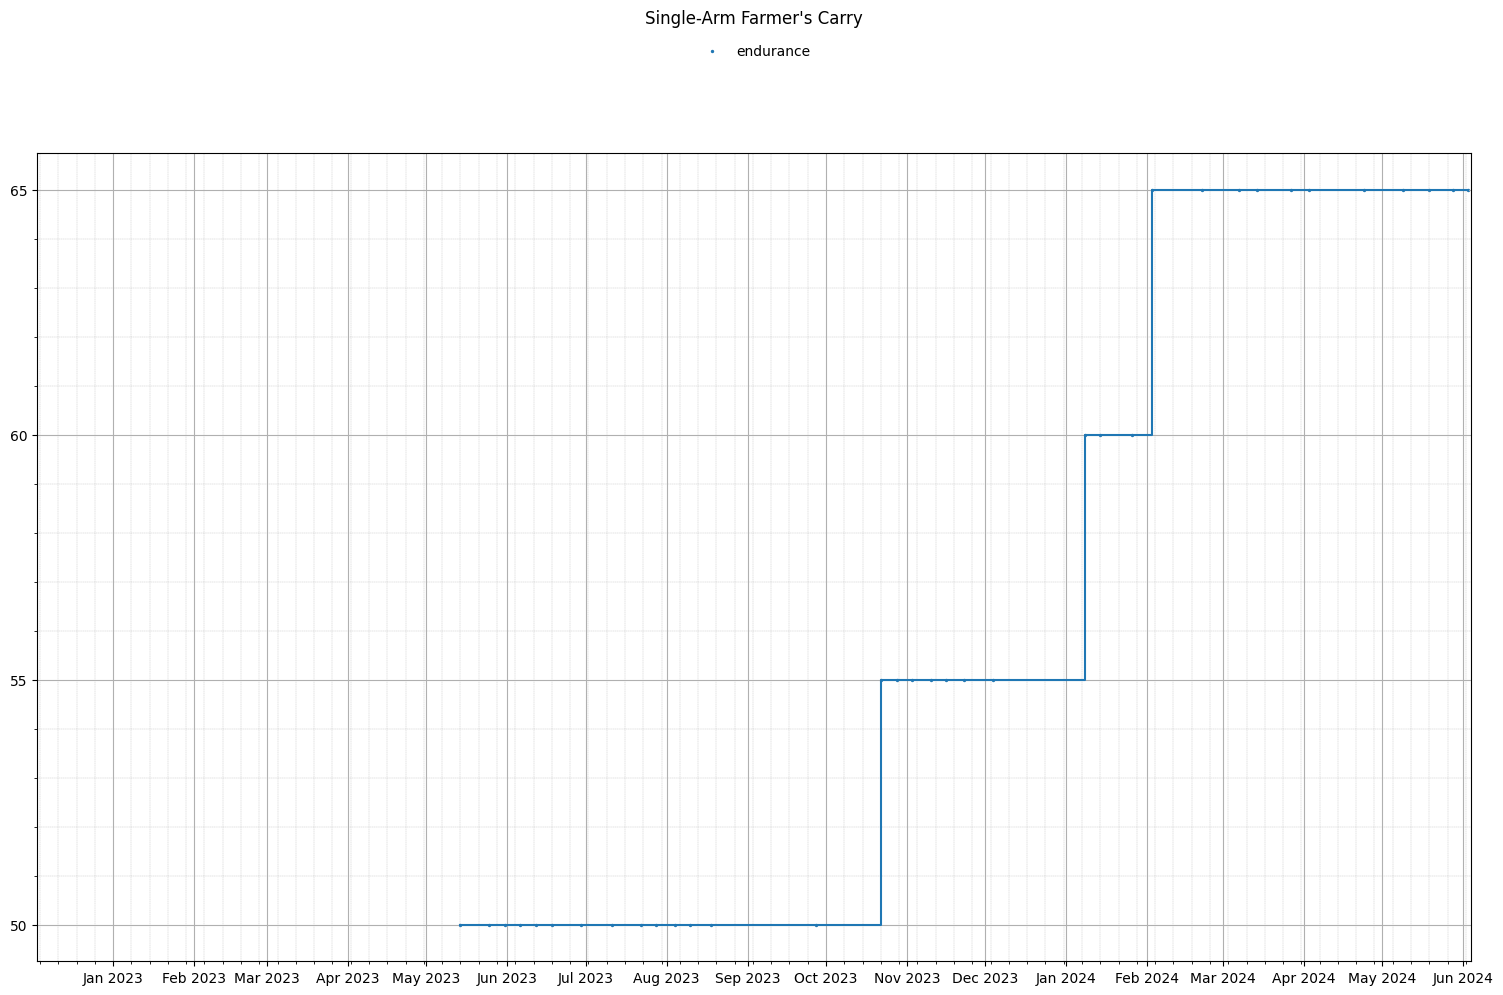 Single-Arm Farmer's Carry
endurance
65
60
55
50
Jan 2023 Feb 2023 Mar 2023 Apr 2023 May 2023 Jun 2023 Jul 2023 Aug 2023 Sep 2023 Oct 2023 Nov 2023 Dec 2023 Jan 2024 Feb 2024 Mar 2024 Apr 2024 May 2024 Jun 2024